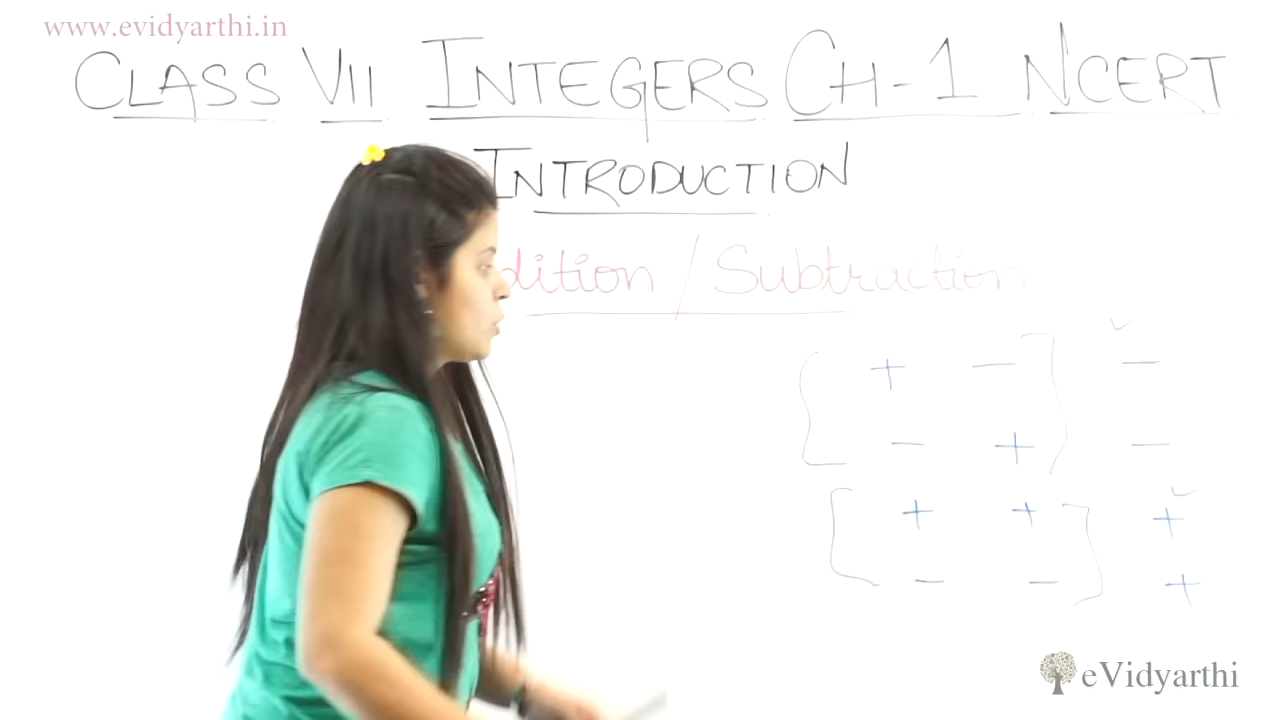 www.evidyarthi.in
CLASS VII INTEGERS CH-1 NCERT
INTRODUCTION
dition / Subtraction
+ - -
- + -
+ + +
- - +
eVidyarthi